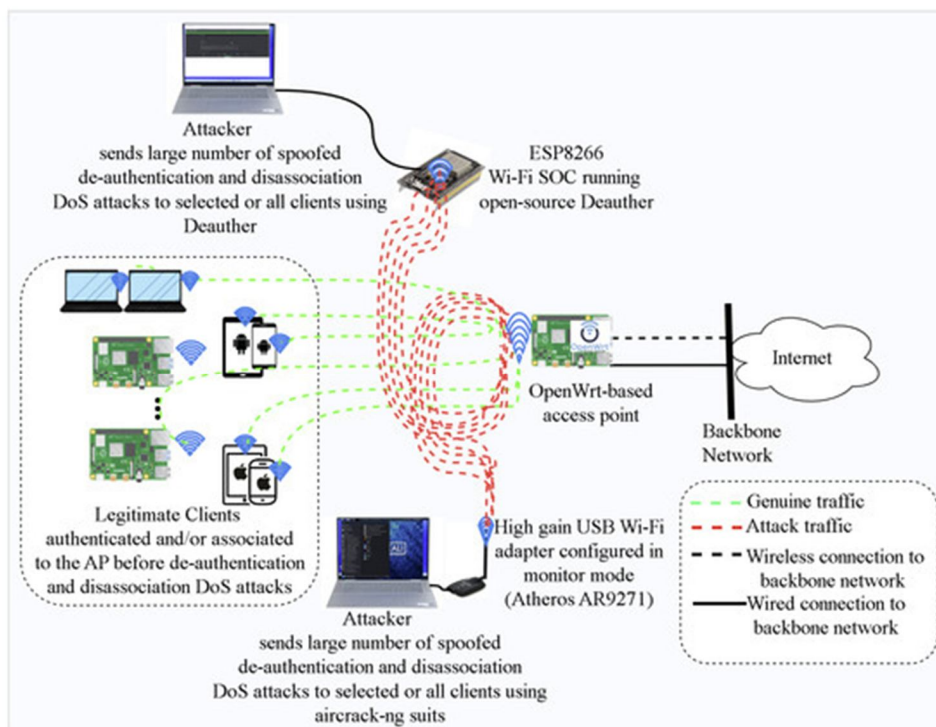 Attacker
sends large number of spoofed
de-authentication and disassociation
DoS attacks to selected or all clients using
Deauther
ESP8266
Wi-Fi SOC running
open-source Deauther
OpenWrt
OpenWrt-based
access point
Internet
Backbone
Network
Legitimate Clients
authenticated and/or associated
to the AP before de-authentication
and disassociation DoS attacks
High gain USB Wi-Fi
adapter configured in
monitor mode
(Atheros AR9271)
Attacker
sends large number of spoofed
de-authentication and disassociation
DoS attacks to selected or all clients using
aircrack-ng suits
Genuine traffic
Attack traffic
Wireless connection to
backbone network
Wired connection to
backbone network